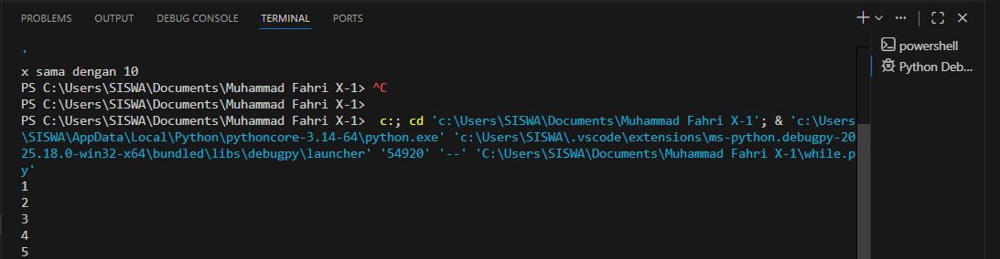 PROBLEMS OUTPUT DEBUG CONSOLE TERMINAL PORTS
powershell
Python Deb...
'
x sama dengan 10
PS C:\Users\SISWA\Documents\Muhammad Fahri X-1> ^C
PS C:\Users\SISWA\Documents\Muhammad Fahri X-1>
PS C:\Users\SISWA\Documents\Muhammad Fahri X-1>  c:; cd 'c:\Users\SISWA\Documents\Muhammad Fahri X-1'; & 'c:\Users
\SISWA\AppData\Local\Python\pythoncore-3.14-64\python.exe' 'c:\Users\SISWA\.vscode\extensions\ms-python.debugpy-20
25.18.0-win32-x64\bundled\libs\debugpy\launcher' '54920' '--' 'C:\Users\SISWA\Documents\Muhammad Fahri X-1\while.p
y'
1
2
3
4
5